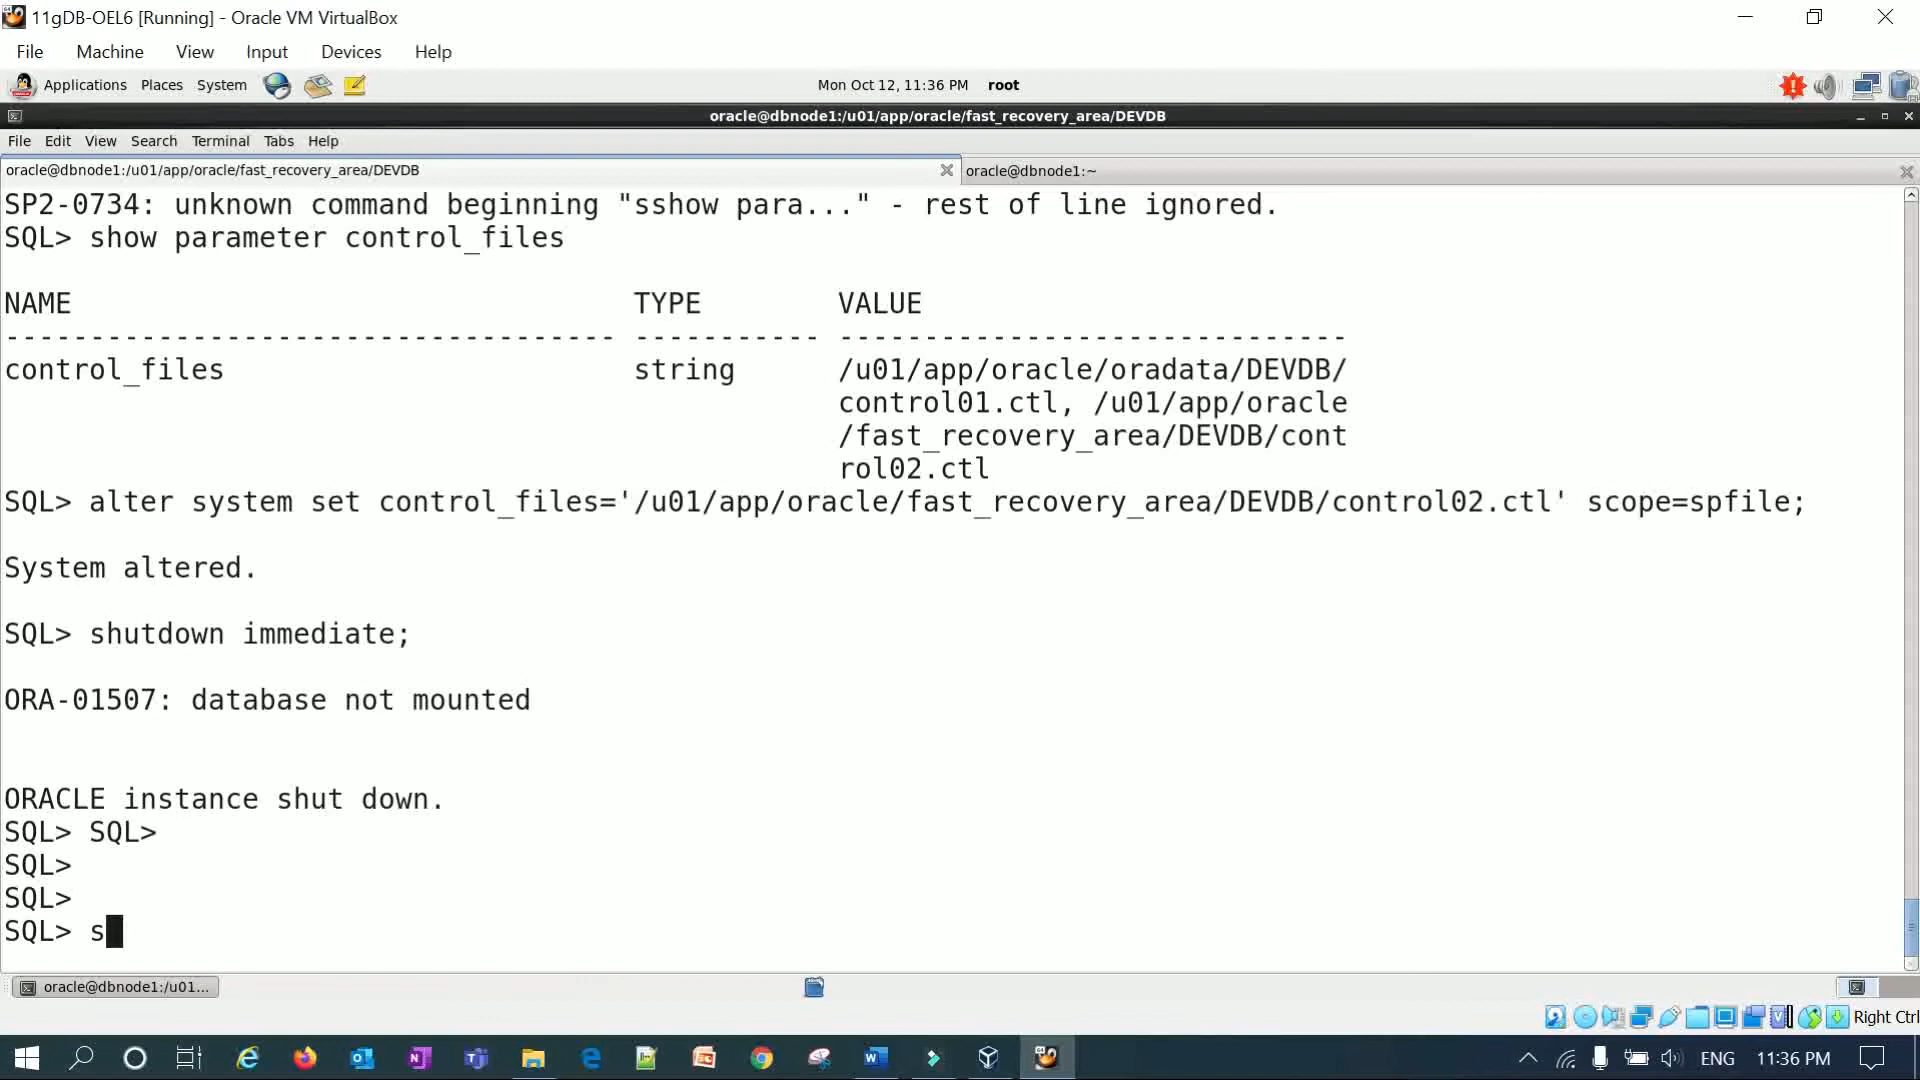 11gDB-OEL6 [Running] - Oracle VM VirtualBox
File Machine View Input Devices Help
Applications Places System Mon Oct 12, 11:36 PM root
oracle@dbnode1:/u01/app/oracle/fast_recovery_area/DEVDB
File Edit View Search Terminal Tabs Help
oracle@dbnode1:/u01/app/oracle/fast_recovery_area/DEVDB oracle@dbnode1:~
SP2-0734: unknown command beginning "sshow para..." - rest of line ignored.
SQL> show parameter control_files
NAME TYPE VALUE
------------------------------------ ----------- ------------------------------
control_files string /u01/app/oracle/oradata/DEVDB/
control01.ctl, /u01/app/oracle
/fast_recovery_area/DEVDB/cont
rol02.ctl
SQL> alter system set control_files='/u01/app/oracle/fast_recovery_area/DEVDB/control02.ctl' scope=spfile;
System altered.
SQL> shutdown immediate;
ORA-01507: database not mounted
ORACLE instance shut down.
SQL> SQL>
SQL>
SQL>
SQL> s
oracle@dbnode1:/u01...
Right Ctrl
ENG 11:36 PM